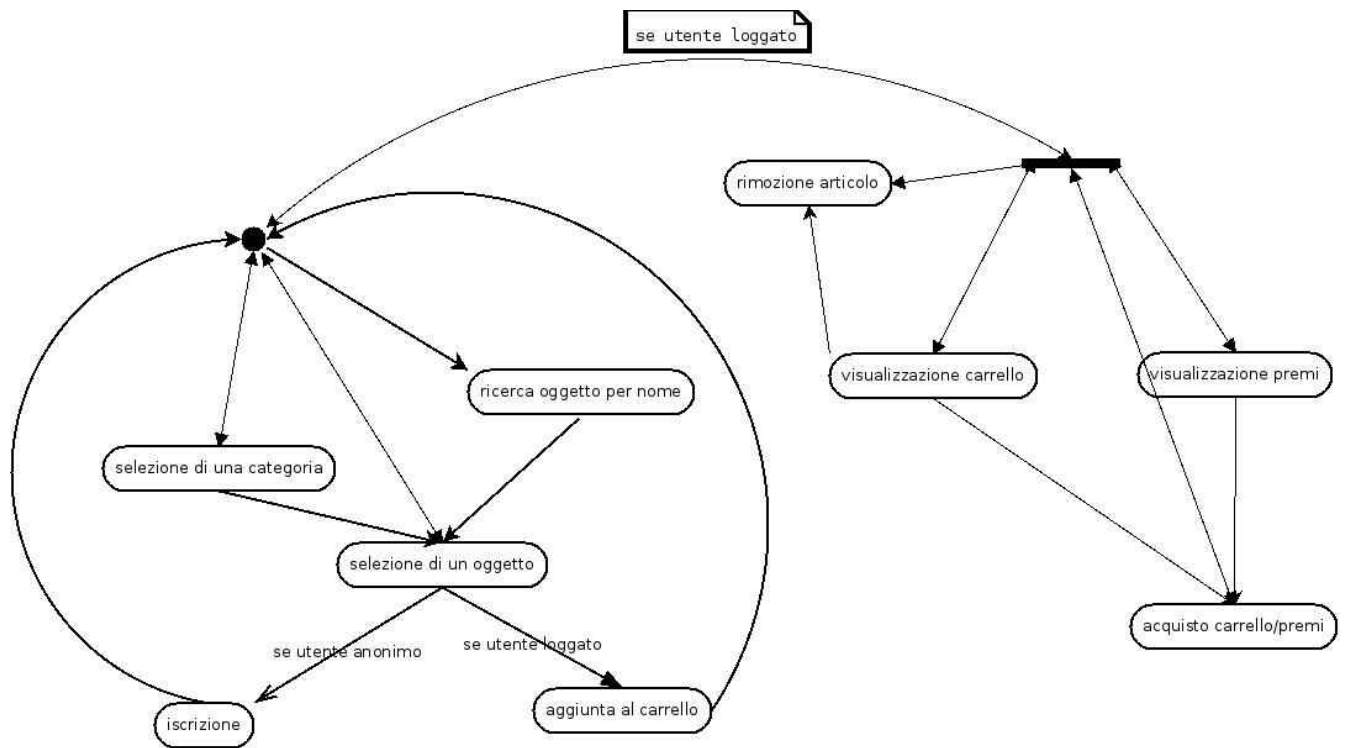 se utente loggato
rimozione articolo
visualizzazione carrello
visualizzazione premi
ricerca oggetto per nome
selezione di una categoria
selezione di un oggetto
acquisto carrello/premi
se utente anonimo
se utente loggato
aggiunta al carrello
iscrizione